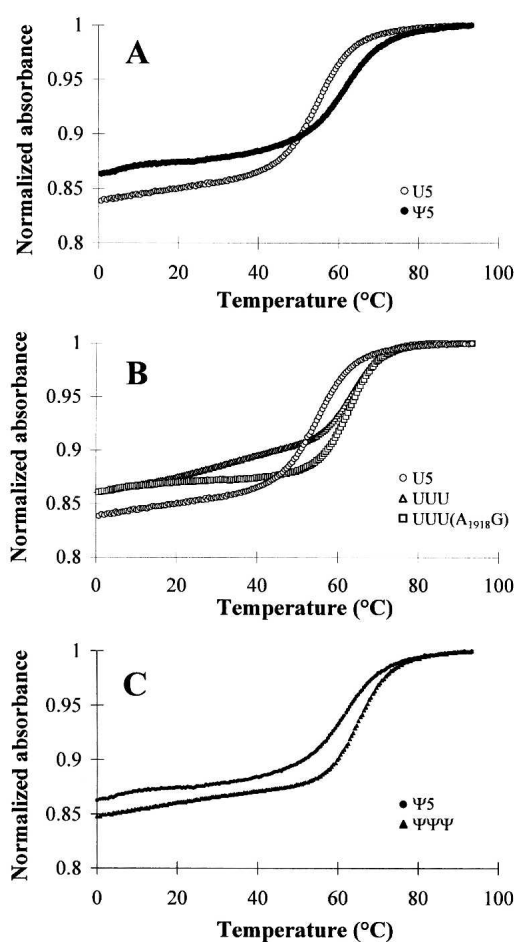 A
Normalized absorbance
1
0.95
0.9
0.85
0.8
U5
Ψ5
0
20
40
60
80
100
Temperature (°C)
B
Normalized absorbance
1
0.95
0.9
0.85
0.8
U5
UUU
UUU(A1918G)
0
20
40
60
80
100
Temperature (°C)
C
Normalized absorbance
1
0.95
0.9
0.85
0.8
Ψ5
ΨΨΨ
0
20
40
60
80
100
Temperature (°C)